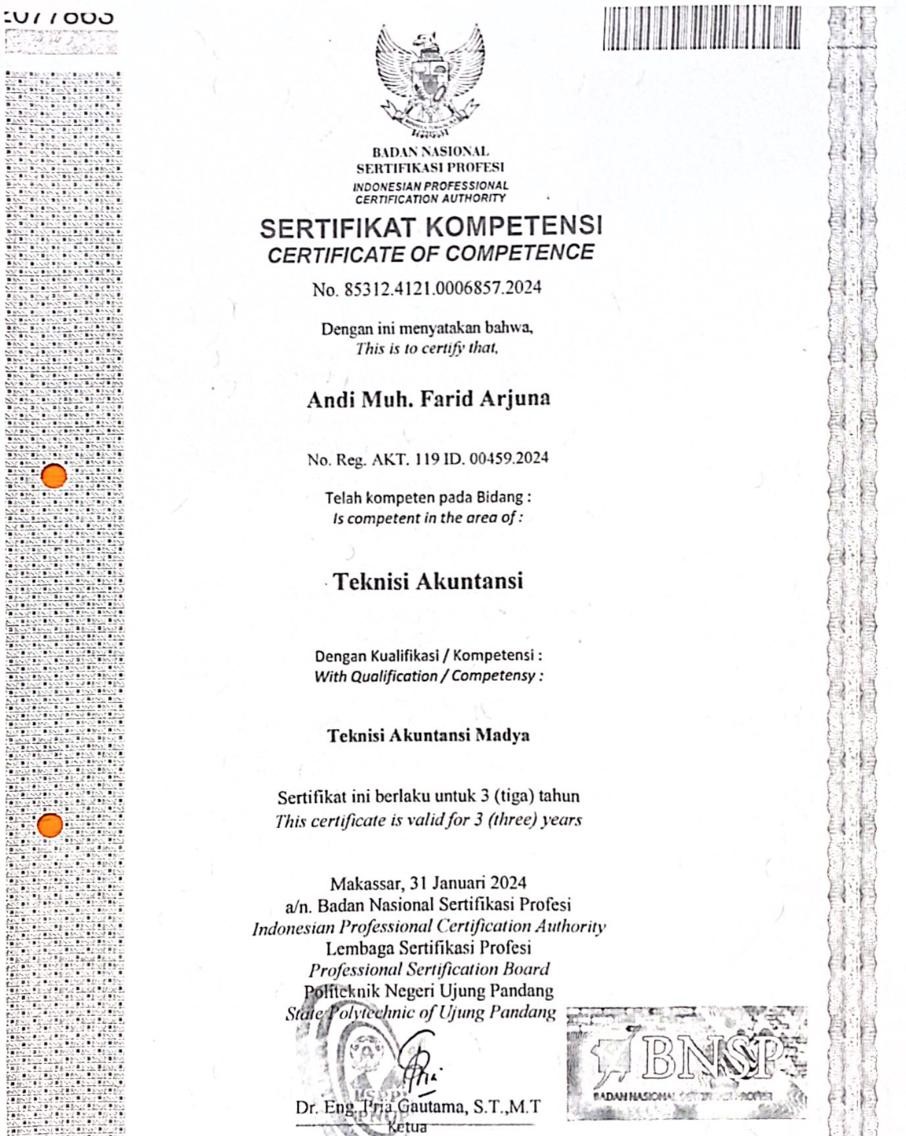 BADAN NASIONAL
SERTIFIKASI PROFESI
INDONESIAN PROFESSIONAL
CERTIFICATION AUTHORITY
SERTIFIKAT KOMPETENSI
CERTIFICATE OF COMPETENCE
No. 85312.4121.0006857.2024
Dengan ini menyatakan bahwa,
This is to certify that,
Andi Muh. Farid Arjuna
No. Reg. AKT. 119 ID. 00459.2024
Telah kompeten pada Bidang :
Is competent in the area of :
Teknisi Akuntansi
Dengan Kualifikasi / Kompetensi :
With Qualification / Competensy :
Teknisi Akuntansi Madya
Sertifikat ini berlaku untuk 3 (tiga) tahun
This certificate is valid for 3 (three) years
Makassar, 31 Januari 2024
a/n. Badan Nasional Sertifikasi Profesi
Indonesian Professional Certification Authority
Lembaga Sertifikasi Profesi
Professional Sertification Board
Politeknik Negeri Ujung Pandang
State Polytechnic of Ujung Pandang
BNSP
BADAN NASIONAL
Dr. Eng. Pria Gautama, S.T.,M.T
Ketua